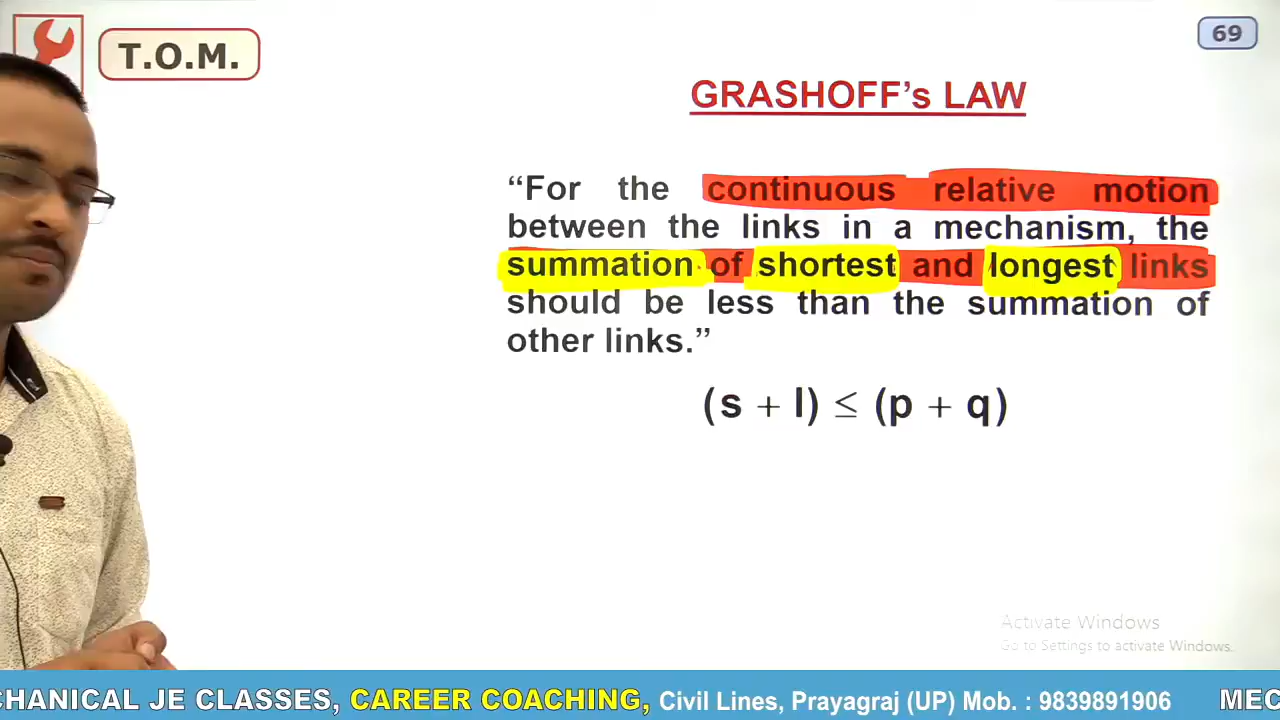 T.O.M.
69
GRASHOFF’s LAW
“For the continuous relative motion
between the links in a mechanism, the
summation of shortest and longest links
should be less than the summation of
other links.”
(s + l) ≤ (p + q)
Activate Windows
Go to Settings to activate Windows.
CHANICAL JE CLASSES, CAREER COACHING, Civil Lines, Prayagraj (UP) Mob. : 9839891906 MEC